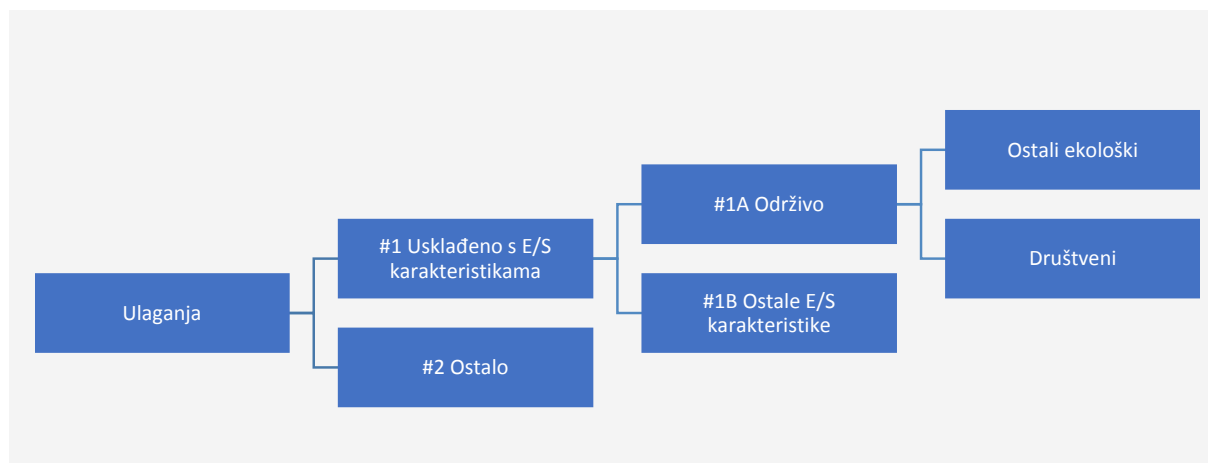 Ulaganja
#1 Usklađeno s E/S
karakteristikama
#2 Ostalo
#1A Održivo
#1B Ostale E/S
karakteristike
Ostali ekološki
Društveni